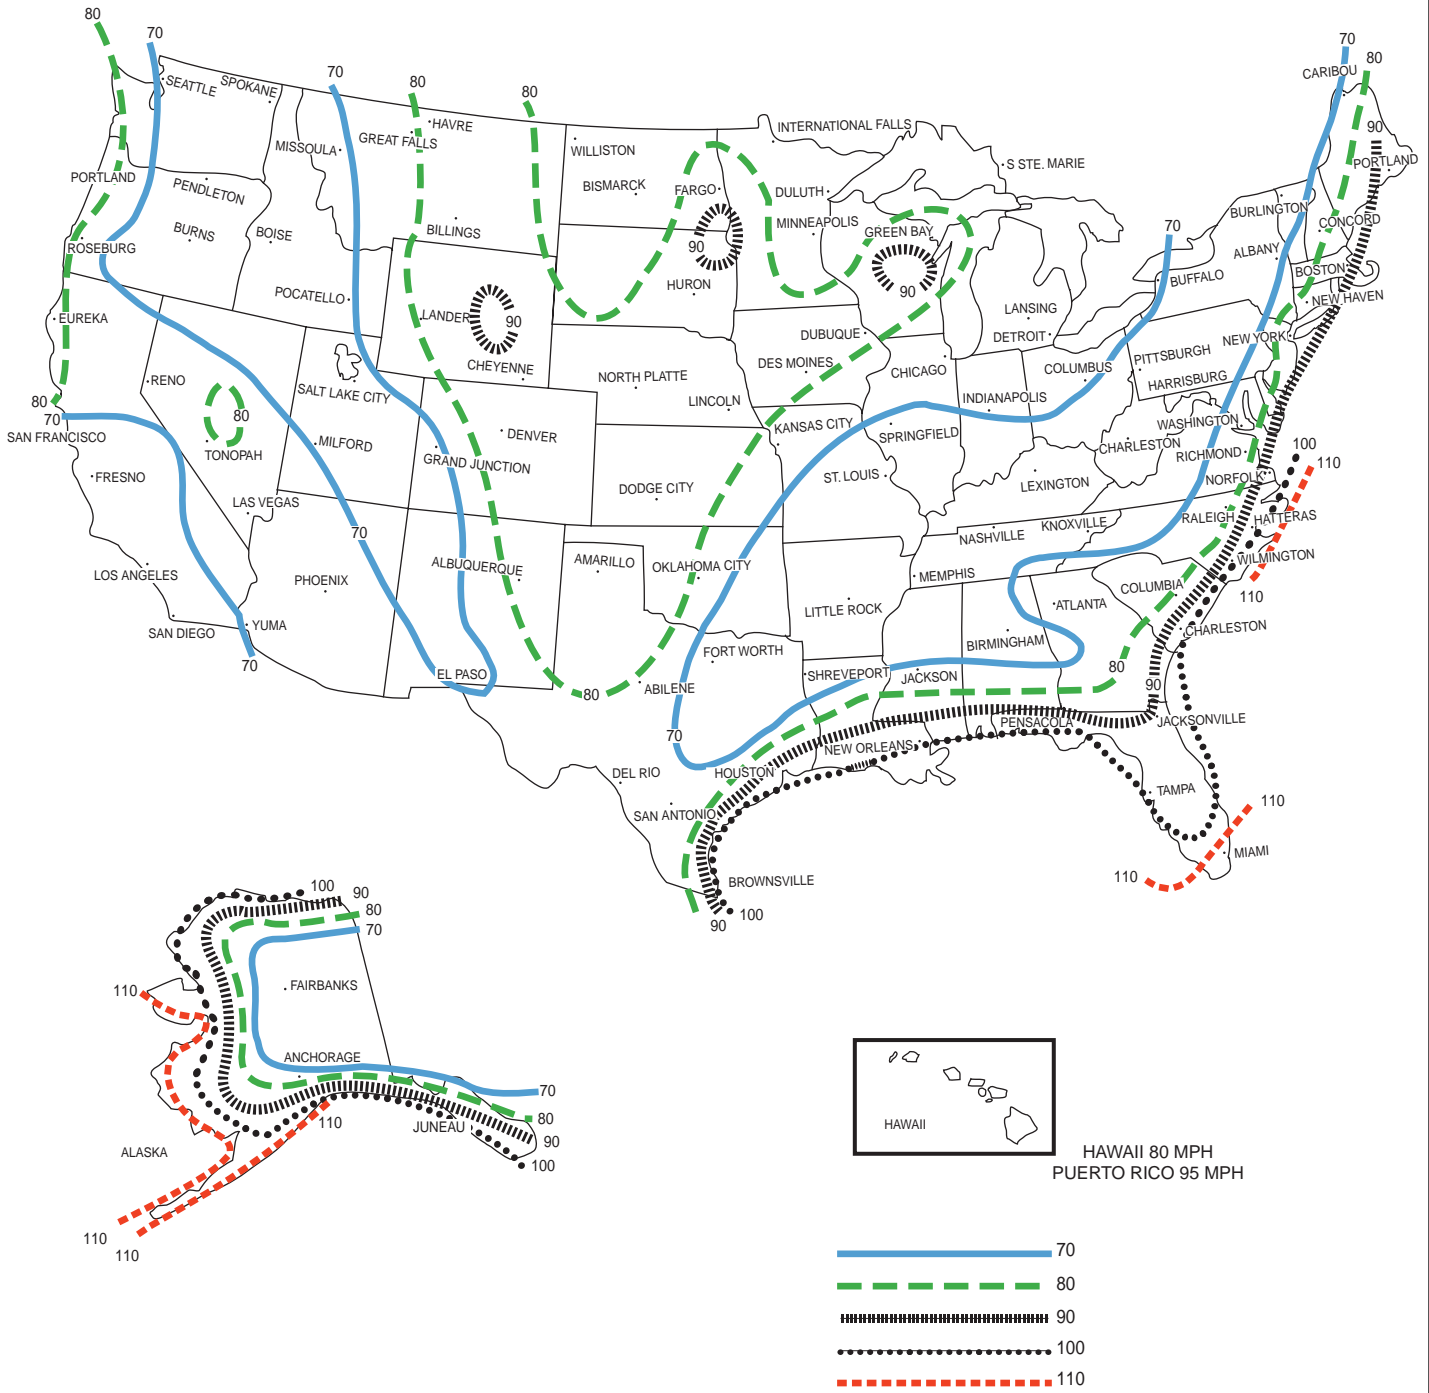 80
70
70
80
80
70
80
90
CARIBOU
SEATTLE
SPOKANE
HAVRE
GREAT FALLS
MISSOULA
WILLISTON
BISMARCK
FARGO
INTERNATIONAL FALLS
S STE. MARIE
DULUTH
MINNEAPOLIS
GREEN BAY
PORTLAND
PORTLAND
PENDLETON
BURNS
BOISE
ROSEBURG
BILLINGS
BURLINGTON
CONCORD
ALBANY
BOSTON
NEW HAVEN
70
BUFFALO
90
HURON
90
POCATELLO
LANDER
90
CHEYENNE
EUREKA
LANSING
DETROIT
DUBUQUE
DES MOINES
CHICAGO
COLUMBUS
PITTSBURGH
HARRISBURG
NEW YORK
RENO
SALT LAKE CITY
NORTH PLATTE
LINCOLN
INDIANAPOLIS
WASHINGTON
80
70
80
SAN FRANCISCO
TONOPAH
MILFORD
DENVER
GRAND JUNCTION
KANSAS CITY
SPRINGFIELD
CHARLESTON
RICHMOND
NORFOLK
100
110
FRESNO
LAS VEGAS
DODGE CITY
ST. LOUIS
LEXINGTON
RALEIGH
HATTERAS
70
NASHVILLE
KNOXVILLE
WILMINGTON
110
LOS ANGELES
PHOENIX
ALBUQUERQUE
AMARILLO
OKLAHOMA CITY
MEMPHIS
LITTLE ROCK
COLUMBIA
ATLANTA
CHARLESTON
SAN DIEGO
YUMA
70
BIRMINGHAM
FORT WORTH
EL PASO
80
ABILENE
SHREVEPORT
JACKSON
80
90
70
PENSACOLA
JACKSONVILLE
NEW ORLEANS
DEL RIO
HOUSTON
TAMPA
SAN ANTONIO
110
MIAMI
110
BROWNSVILLE
100
90
100
90
80
70
110
FAIRBANKS
ANCHORAGE
70
80
90
100
110
JUNEAU
ALASKA
110
110
HAWAII
HAWAII 80 MPH
PUERTO RICO 95 MPH
70
80
90
100
110